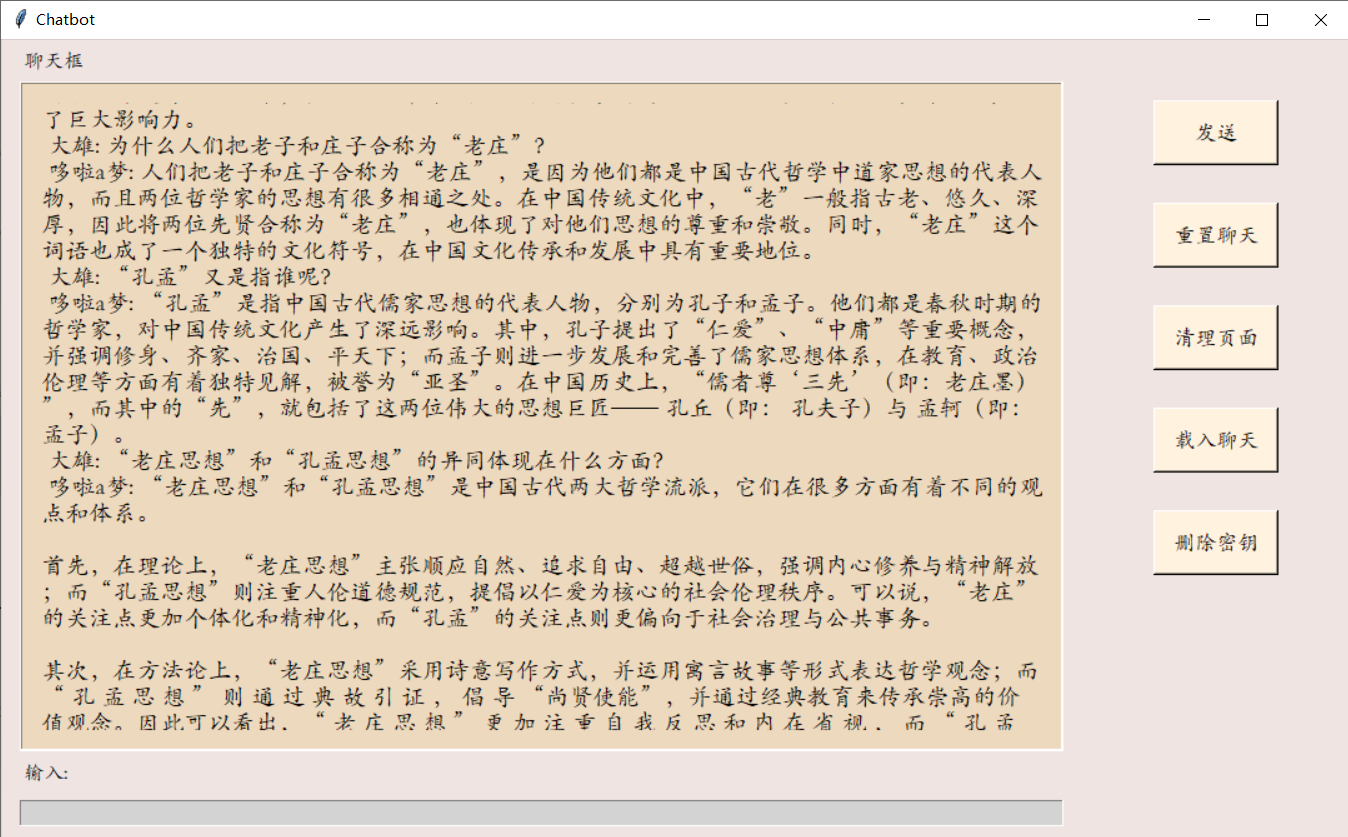 Chatbot
聊天框
了巨大影响力。
大雄: 为什么人们把老子和庄子合称为“老庄”?
哆啦a梦: 人们把老子和庄子合称为“老庄”, 是因为他们都是中国古代哲学中道家思想的代表人
物, 而且两位哲学家的思想有很多相通之处。在中国传统文化中, “老”一般指古老、悠久、深
厚, 因此将两位先贤合称为“老庄”, 也体现了对他们思想的尊重和崇敬。同时, “老庄”这个
词语也成了一个独特的文化符号, 在中国文化传承和发展中具有重要地位。
大雄: “孔孟”又是指谁呢?
哆啦a梦: “孔孟”是指中国古代儒家思想的代表人物, 分别为孔子和孟子。他们都是春秋时期的
哲学家, 对中国传统文化产生了深远影响。其中, 孔子提出了“仁爱”、“中庸”等重要概念,
并强调修身、齐家、治国、平天下; 而孟子则进一步发展和完善了儒家思想体系, 在教育、政治
伦理等方面有着独特见解, 被誉为“亚圣”。在中国历史上, “儒者尊‘三先’(即: 老庄墨)
”, 而其中的“先”, 就包括了这两位伟大的思想巨匠—— 孔丘(即: 孔夫子)与 孟轲(即:
孟子)。
大雄: “老庄思想”和“孔孟思想”的异同体现在什么方面?
哆啦a梦: “老庄思想”和“孔孟思想”是中国古代两大哲学流派, 它们在很多方面有着不同的观
点和体系。
首先, 在理论上, “老庄思想”主张顺应自然、追求自由、超越世俗, 强调内心修养与精神解放
; 而“孔孟思想”则注重人伦道德规范, 提倡以仁爱为核心的社会伦理秩序。可以说, “老庄”
的关注点更加个体化和精神化, 而“孔孟”的关注点则更偏向于社会治理与公共事务。
其次, 在方法论上, “老庄思想”采用诗意写作方式, 并运用寓言故事等形式表达哲学观念; 而
“孔孟思想”则通过典故引证, 倡导“尚贤使能”, 并通过经典教育来传承崇高的价
值观念。因此可以看出, “老庄思想”更加注重自我反思和内在省视, 而“孔孟
输入:
发送
重置聊天
清理页面
载入聊天
删除密钥